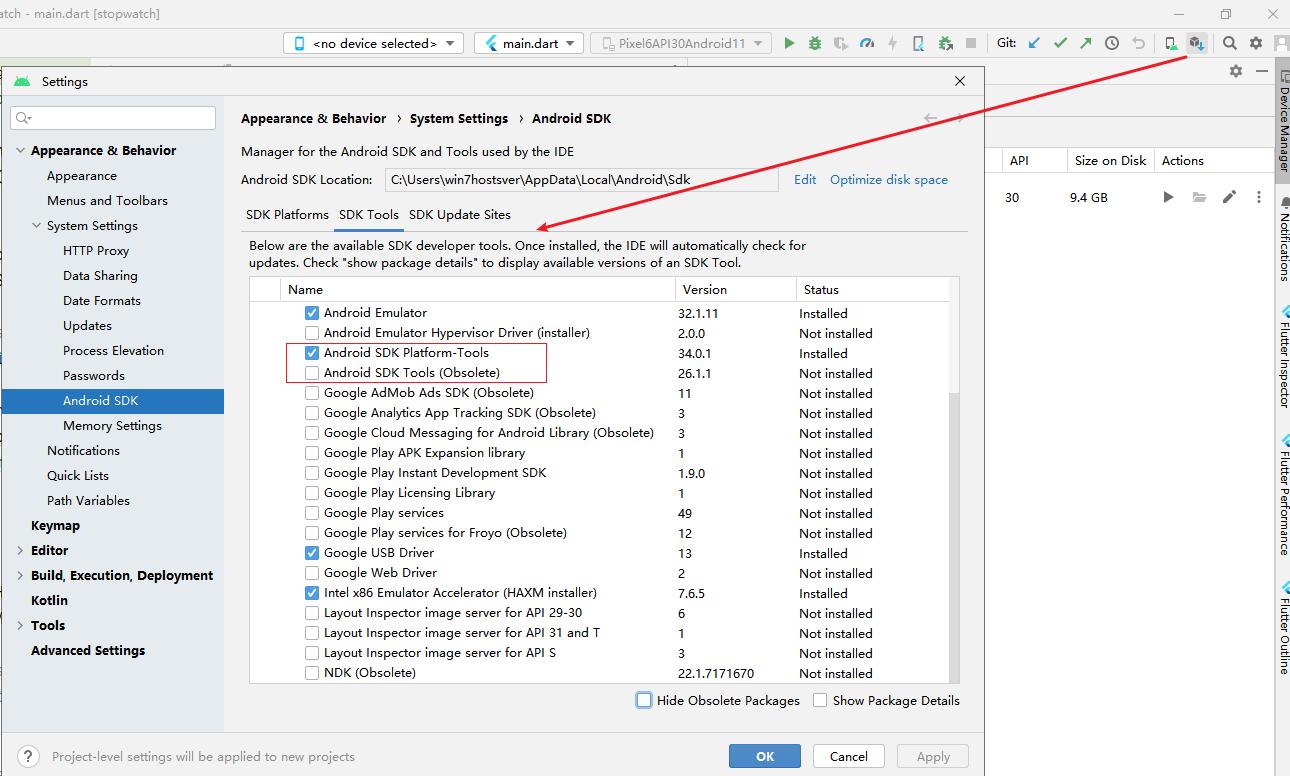 atch - main.dart [stopwatch]
<no device selected>
main.dart
Pixel6API30Android11
Git:
Settings
Appearance & Behavior › System Settings › Android SDK
Manager for the Android SDK and Tools used by the IDE
Android SDK Location: C:\Users\win7hostsver\AppData\Local\Android\Sdk Edit Optimize disk space
SDK Platforms SDK Tools SDK Update Sites
Below are the available SDK developer tools. Once installed, the IDE will automatically check for
updates. Check "show package details" to display available versions of an SDK Tool.
Name Version Status
Android Emulator 32.1.11 Installed
Android Emulator Hypervisor Driver (installer) 2.0.0 Not installed
Android SDK Platform-Tools 34.0.1 Installed
Android SDK Tools (Obsolete) 26.1.1 Not installed
Google AdMob Ads SDK (Obsolete) 11 Not installed
Google Analytics App Tracking SDK (Obsolete) 3 Not installed
Google Cloud Messaging for Android Library (Obsolete) 3 Not installed
Google Play APK Expansion library 1 Not installed
Google Play Instant Development SDK 1.9.0 Not installed
Google Play Licensing Library 1 Not installed
Google Play services 49 Not installed
Google Play services for Froyo (Obsolete) 12 Not installed
Google USB Driver 13 Installed
Google Web Driver 2 Not installed
Intel x86 Emulator Accelerator (HAXM installer) 7.6.5 Installed
Layout Inspector image server for API 29-30 6 Not installed
Layout Inspector image server for API 31 and T 1 Not installed
Layout Inspector image server for API S 3 Not installed
NDK (Obsolete) 22.1.7171670 Not installed
Hide Obsolete Packages Show Package Details
Appearance & Behavior
Appearance
Menus and Toolbars
System Settings
HTTP Proxy
Data Sharing
Date Formats
Updates
Process Elevation
Passwords
Android SDK
Memory Settings
Notifications
Quick Lists
Path Variables
Keymap
Editor
Build, Execution, Deployment
Kotlin
Tools
Advanced Settings
? Project-level settings will be applied to new projects
OK Cancel Apply
API Size on Disk Actions
30 9.4 GB
Device Manager
Notifications
Flutter Inspector
Flutter Performance
Flutter Outline